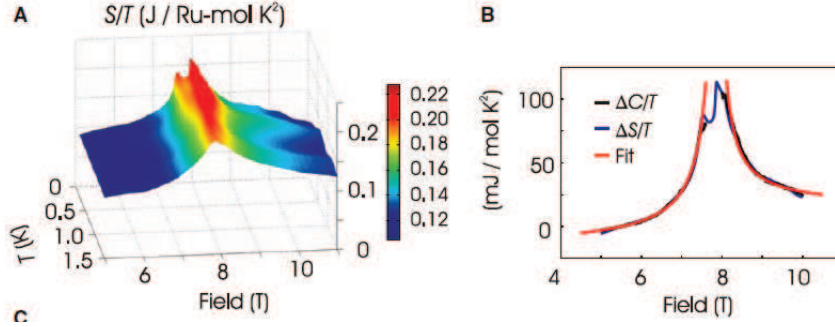 A
S/T (J / Ru-mol K²)
0.22
0.20
0.18
0.16
0.14
0.12
0.2
0.1
0
0
0.5
1.0
1.5
T (K)
6
8
10
Field (T)
B
100
50
0
(mJ / mol K²)
ΔC/T
ΔS/T
Fit
4
6
8
10
Field (T)
C